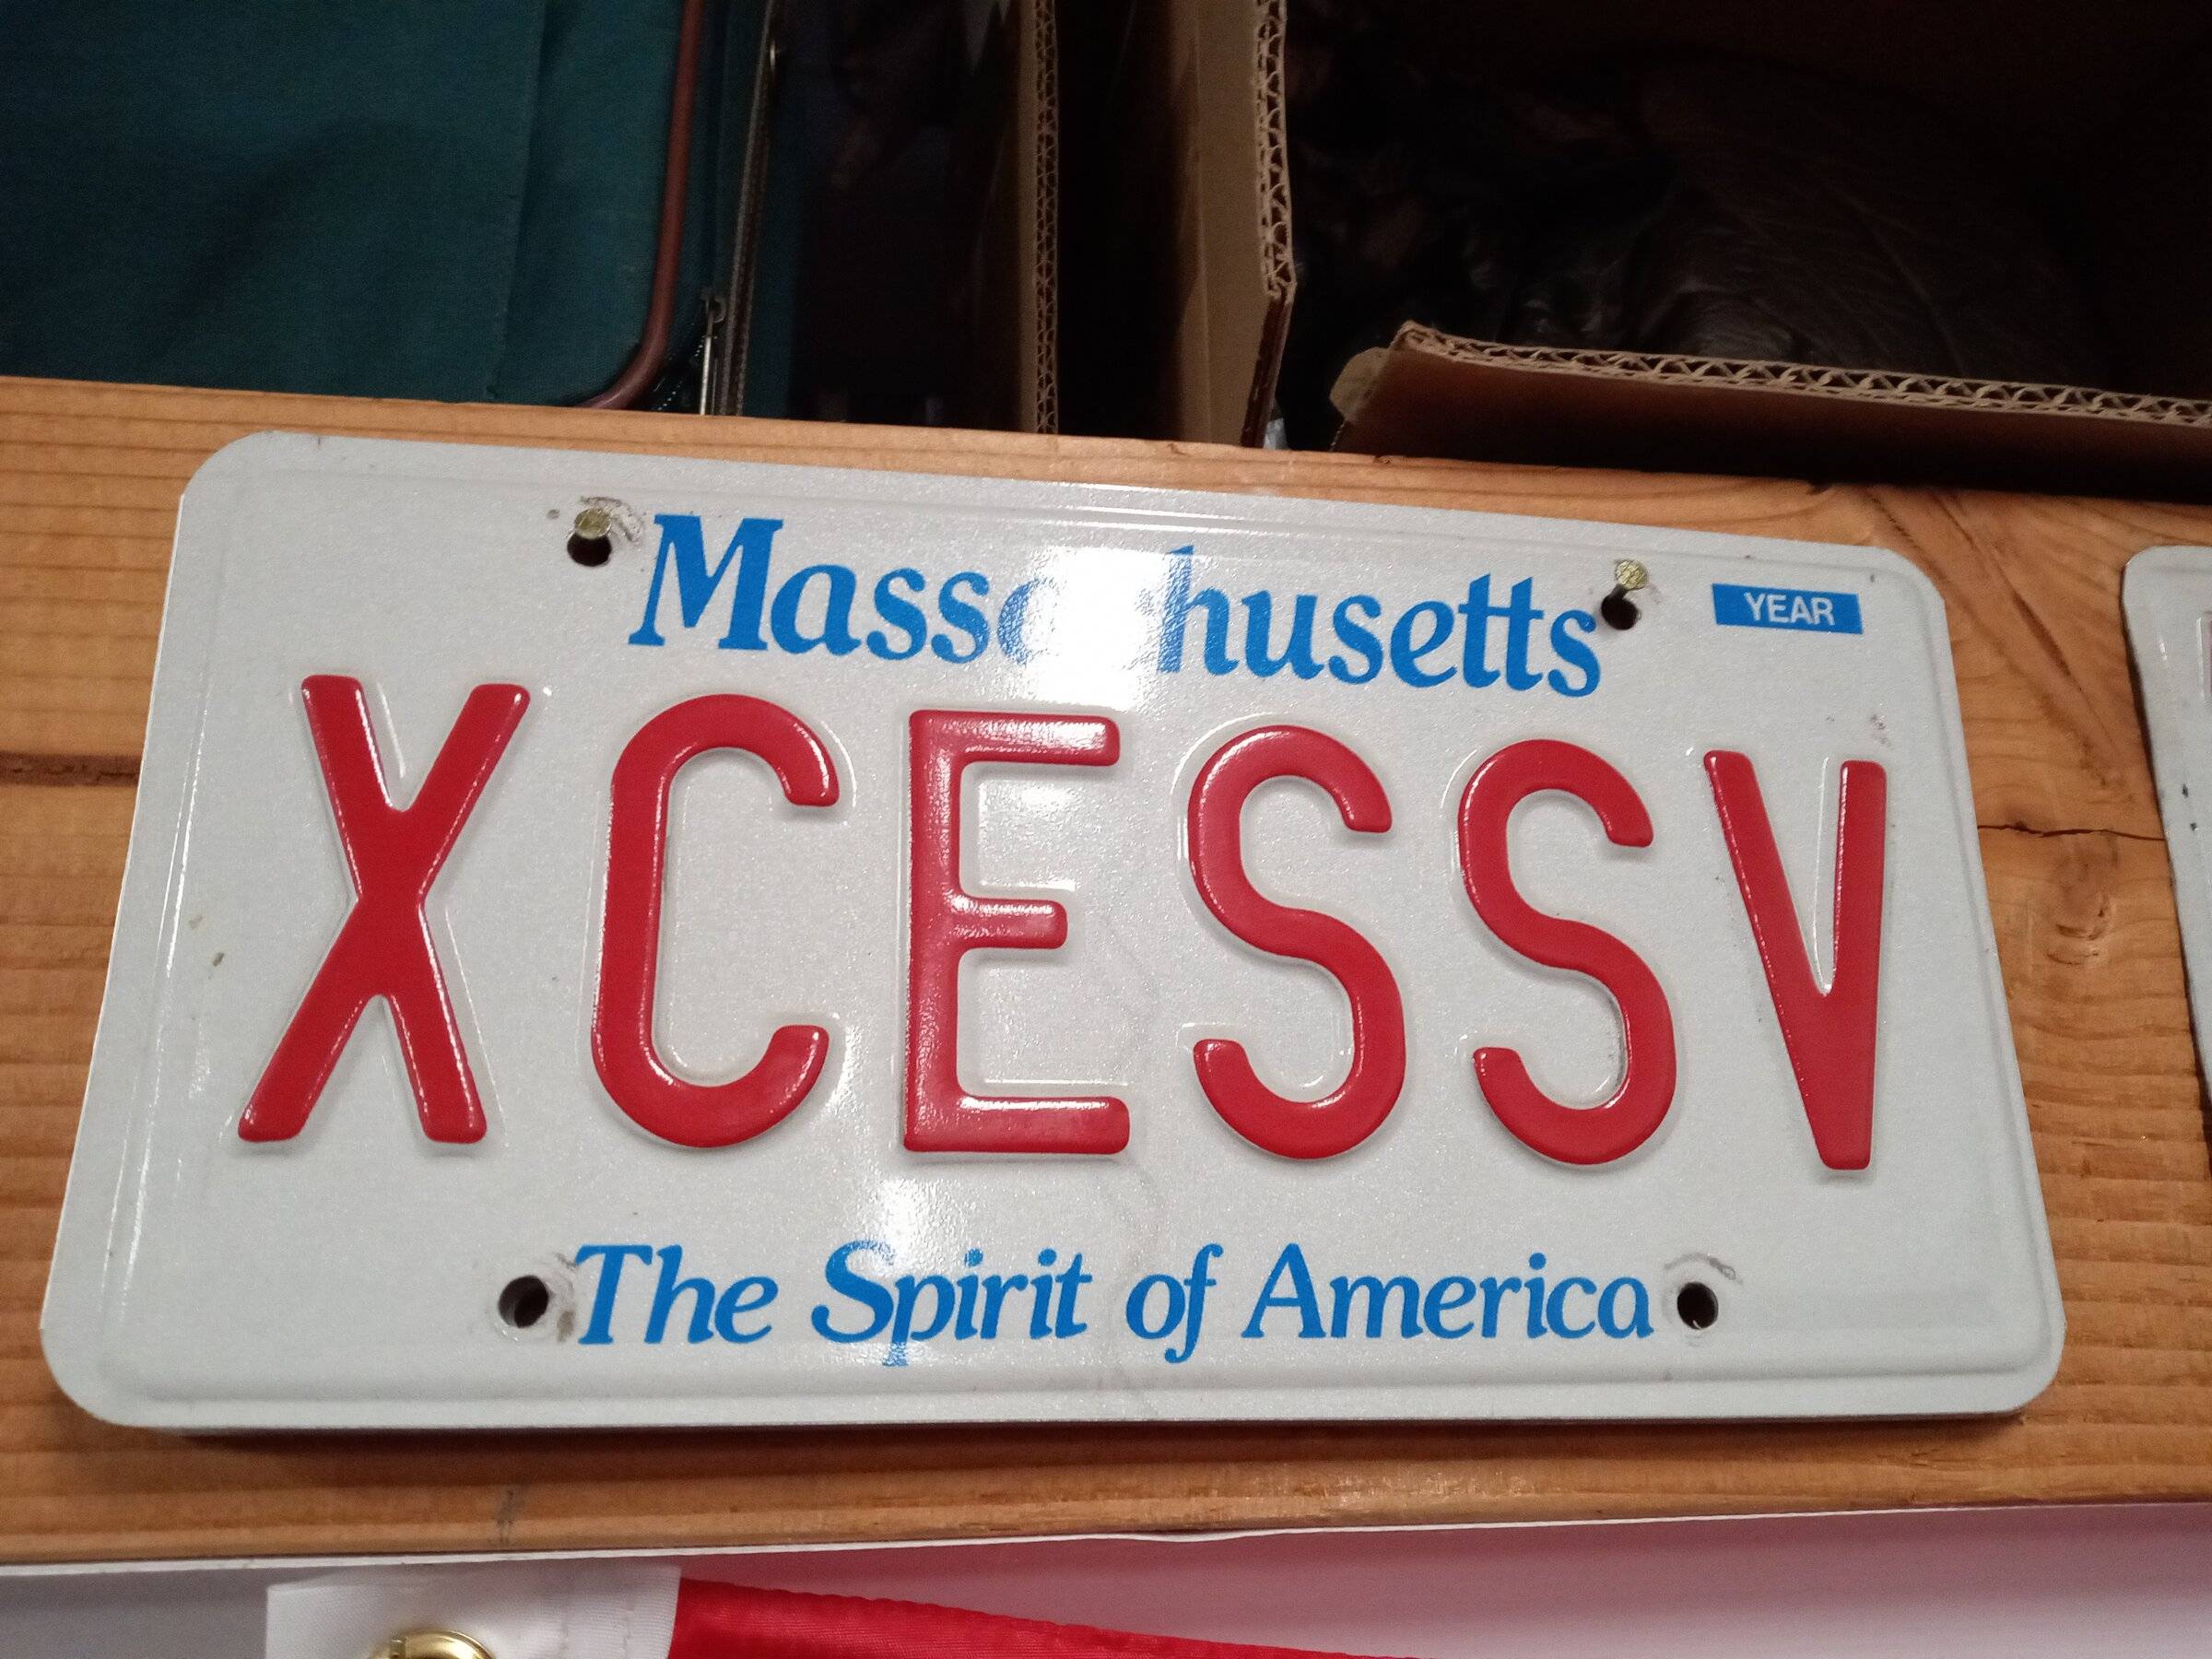 Massachusetts
YEAR
XCESSV
The Spirit of America